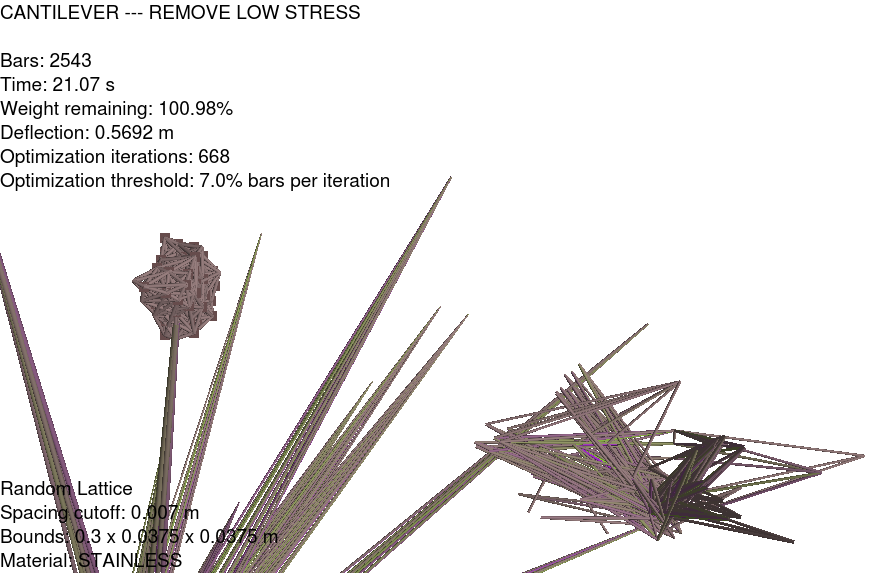 CANTILEVER --- REMOVE LOW STRESS
Bars: 2543
Time: 21.07 s
Weight remaining: 100.98%
Deflection: 0.5692 m
Optimization iterations: 668
Optimization threshold: 7.0% bars per iteration
Random Lattice
Spacing cutoff: 0.007 m
Bounds: 0.3 x 0.0375 x 0.0375 m
Material: STAINLESS